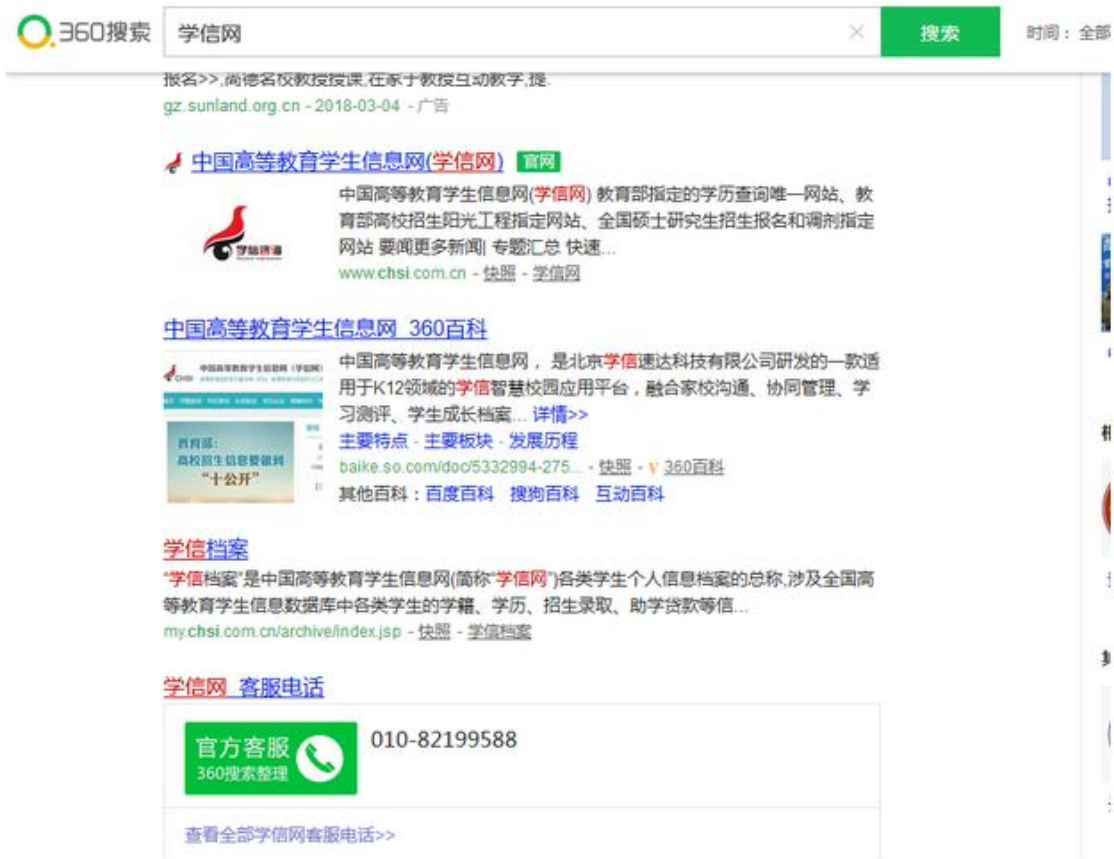 360搜索
学信网
搜索
时间：全部
报名>>,尚德名校教授授课,在家于教授互动教学,提.
gz.sunland.org.cn - 2018-03-04 - 广告
中国高等教育学生信息网(学信网) 官网
中国高等教育学生信息网(学信网) 教育部指定的学历查询唯一网站、教
育部高校招生阳光工程指定网站、全国硕士研究生招生报名和调剂指定
网站 要闻更多新闻| 专题汇总 快速...
www.chsi.com.cn - 快照 - 学信网
中国高等教育学生信息网_360百科
中国高等教育学生信息网（学信网）
教育部：
高校招生信息要做到
“十公开”
中国高等教育学生信息网， 是北京学信速达科技有限公司研发的一款适
用于K12领域的学信智慧校园应用平台，融合家校沟通、协同管理、学
习测评、学生成长档案... 详情>>
主要特点 - 主要板块 - 发展历程
baike.so.com/doc/5332994-275... - 快照 - V 360百科
其他百科：百度百科 搜狗百科 互动百科
学信档案
“学信档案”是中国高等教育学生信息网(简称“学信网”)各类学生个人信息档案的总称,涉及全国高
等教育学生信息数据库中各类学生的学籍、学历、招生录取、助学贷款等信...
my.chsi.com.cn/archive/index.jsp - 快照 - 学信档案
学信网_客服电话
官方客服
360搜索整理
010-82199588
查看全部学信网客服电话>>